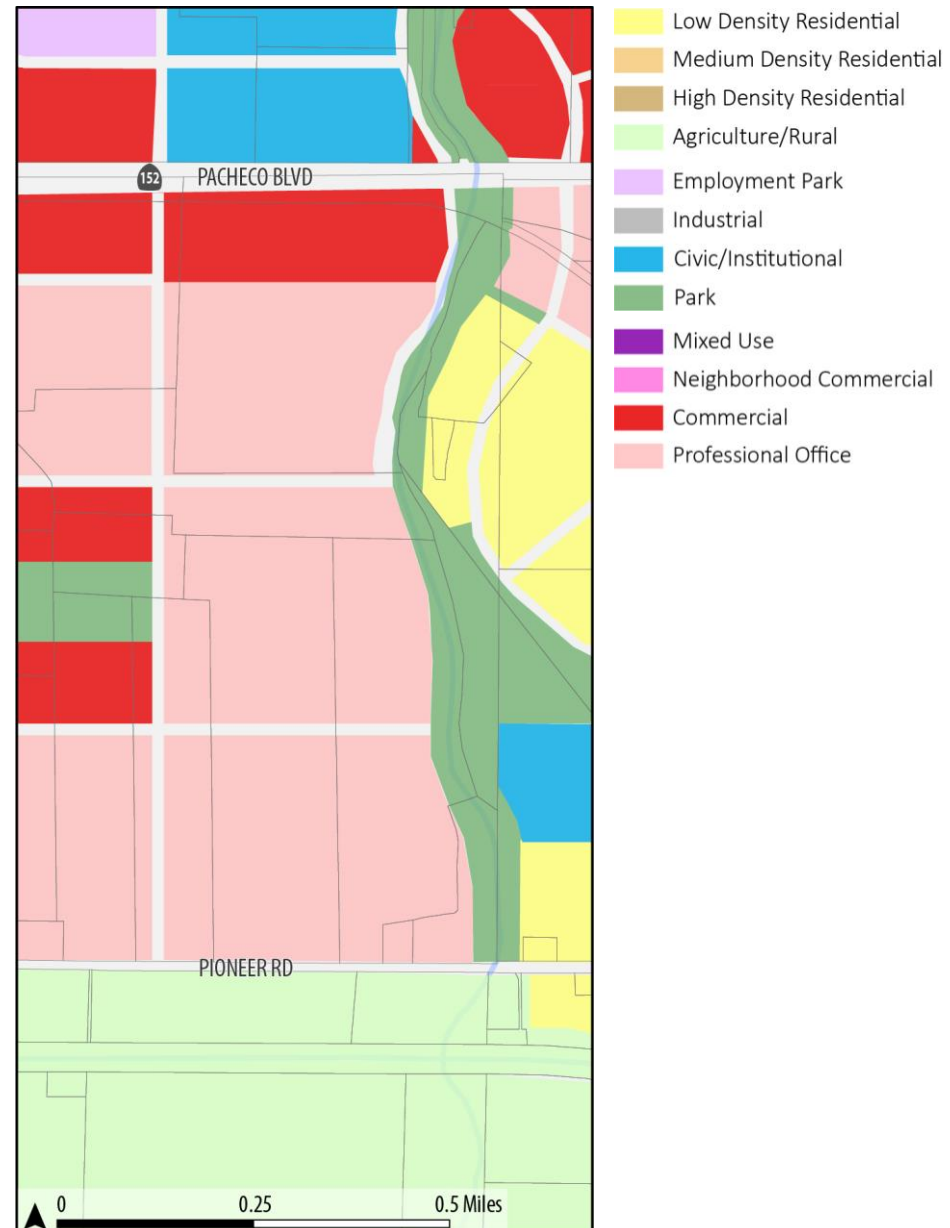 Low Density Residential
Medium Density Residential
High Density Residential
Agriculture/Rural
Employment Park
Industrial
Civic/Institutional
Park
Mixed Use
Neighborhood Commercial
Commercial
Professional Office
152 PACHECO BLVD
PIONEER RD
0 0.25 0.5 Miles